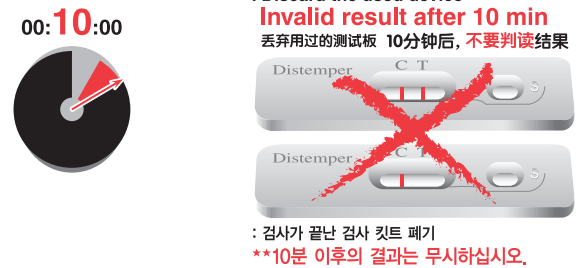 00:10:00
Invalid result after 10 min
丢弃用过的测试板 10分钟后, 不要判读结果
Distemper C T
S
Distemper C T
S
: 검사가 끝난 검사 킷트 폐기
**10분 이후의 결과는 무시하십시오.